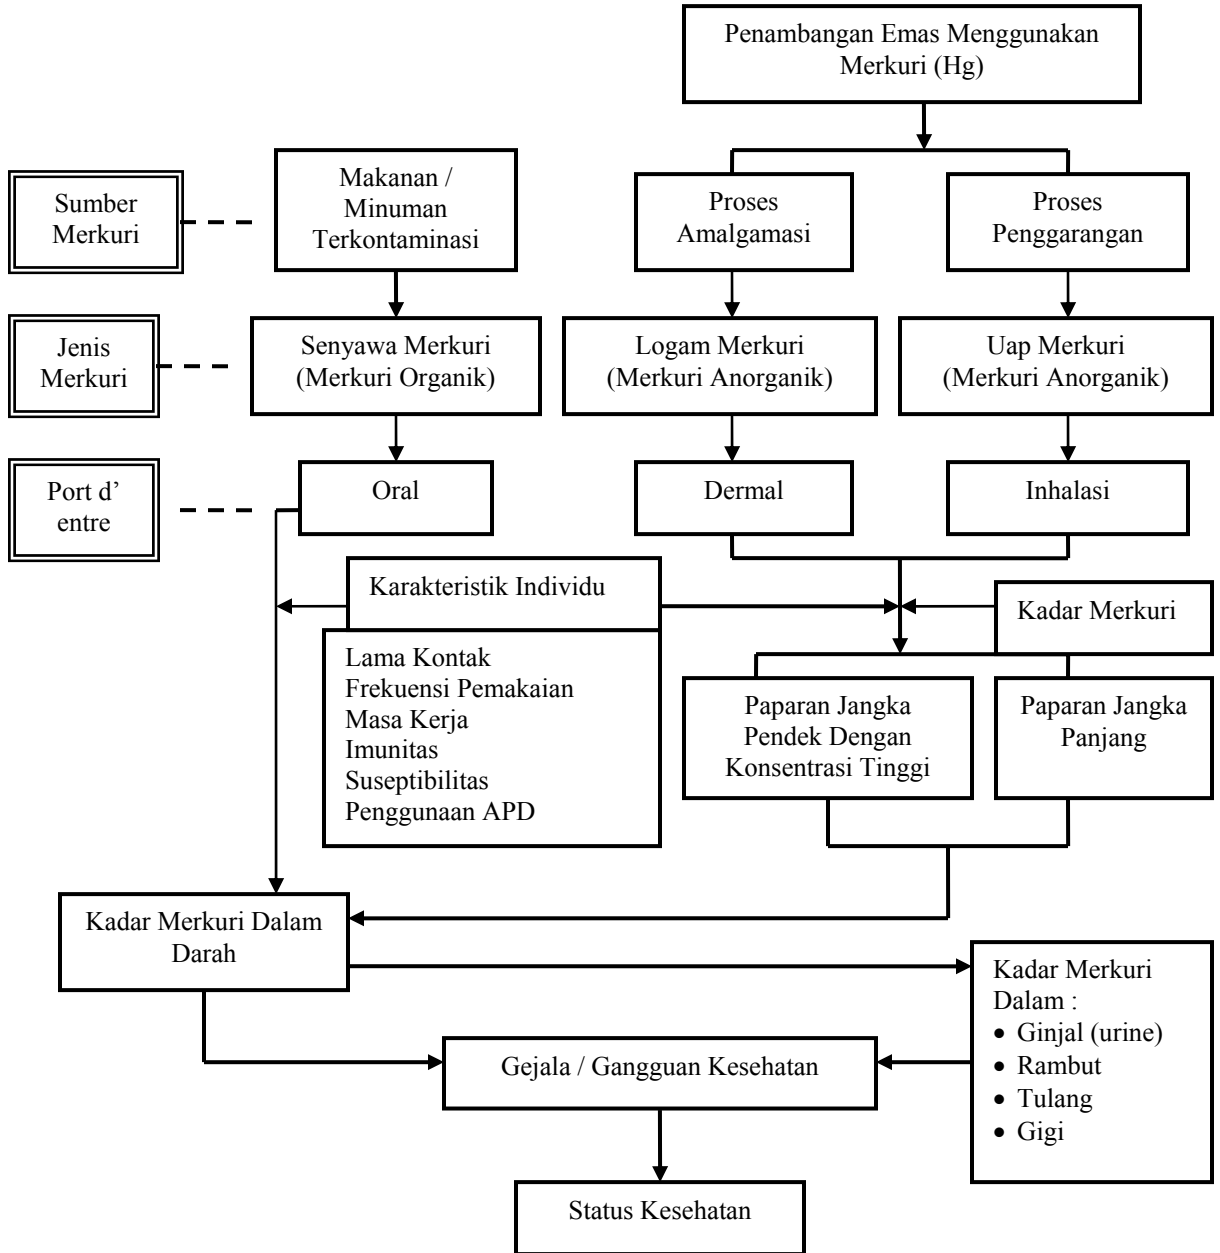 Penambangan Emas Menggunakan
Merkuri (Hg)
Sumber
Merkuri
Makanan /
Minuman
Terkontaminasi
Proses
Amalgamasi
Proses
Penggarangan
Jenis
Merkuri
Senyawa Merkuri
(Merkuri Organik)
Logam Merkuri
(Merkuri Anorganik)
Uap Merkuri
(Merkuri Anorganik)
Port d’
entre
Oral
Dermal
Inhalasi
Karakteristik Individu
Lama Kontak
Frekuensi Pemakaian
Masa Kerja
Imunitas
Suseptibilitas
Penggunaan APD
Kadar Merkuri
Paparan Jangka
Pendek Dengan
Konsentrasi Tinggi
Paparan Jangka
Panjang
Kadar Merkuri Dalam
Darah
Kadar Merkuri
Dalam :
• Ginjal (urine)
• Rambut
• Tulang
• Gigi
Gejala / Gangguan Kesehatan
Status Kesehatan